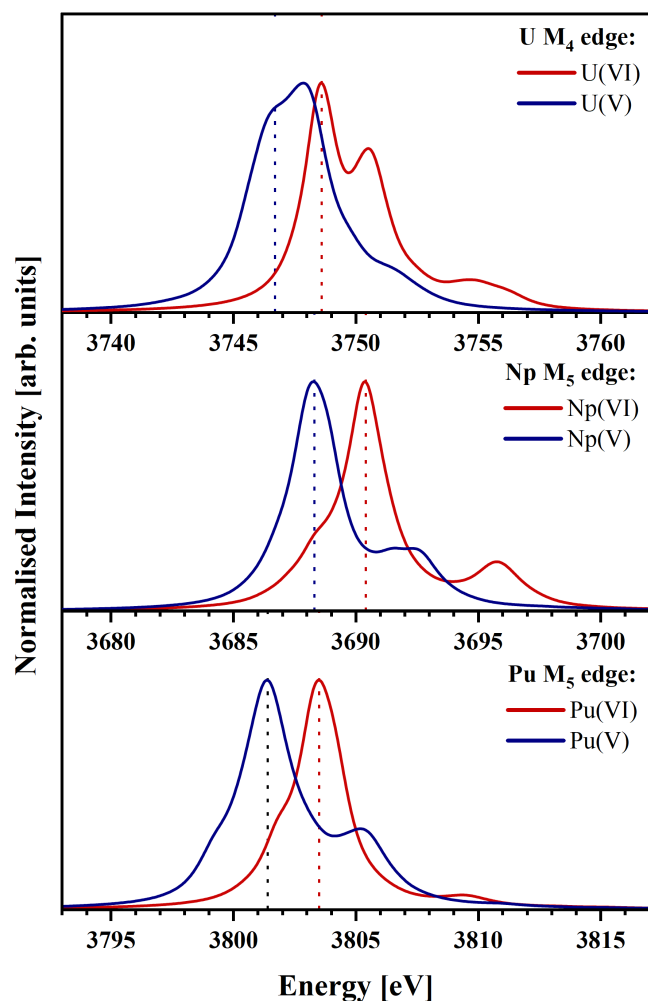 U M₄ edge:
U(VI)
U(V)
3740 3745 3750 3755 3760
Np M₅ edge:
Np(VI)
Np(V)
3680 3685 3690 3695 3700
Pu M₅ edge:
Pu(VI)
Pu(V)
3795 3800 3805 3810 3815
Normalised Intensity [arb. units]
Energy [eV]